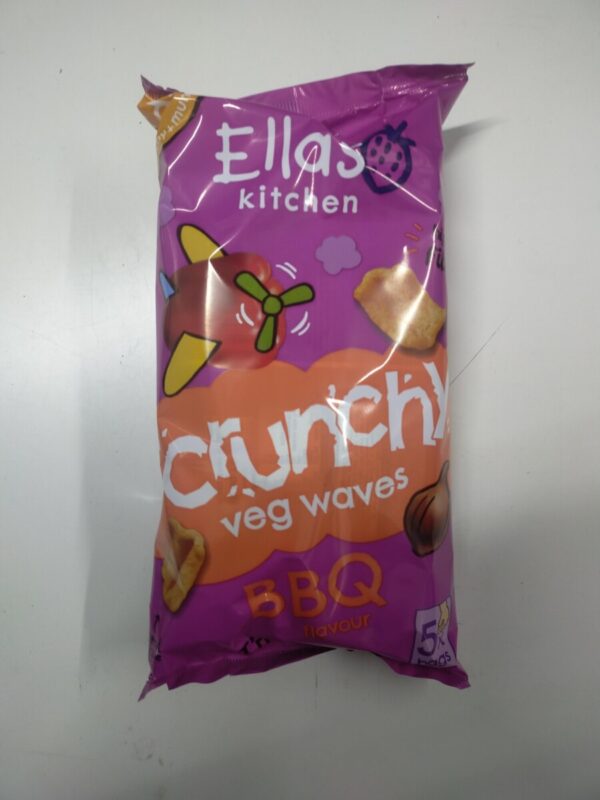 Ellas
kitchen
crunchy
veg waves
BBQ
flavour
5x
bags